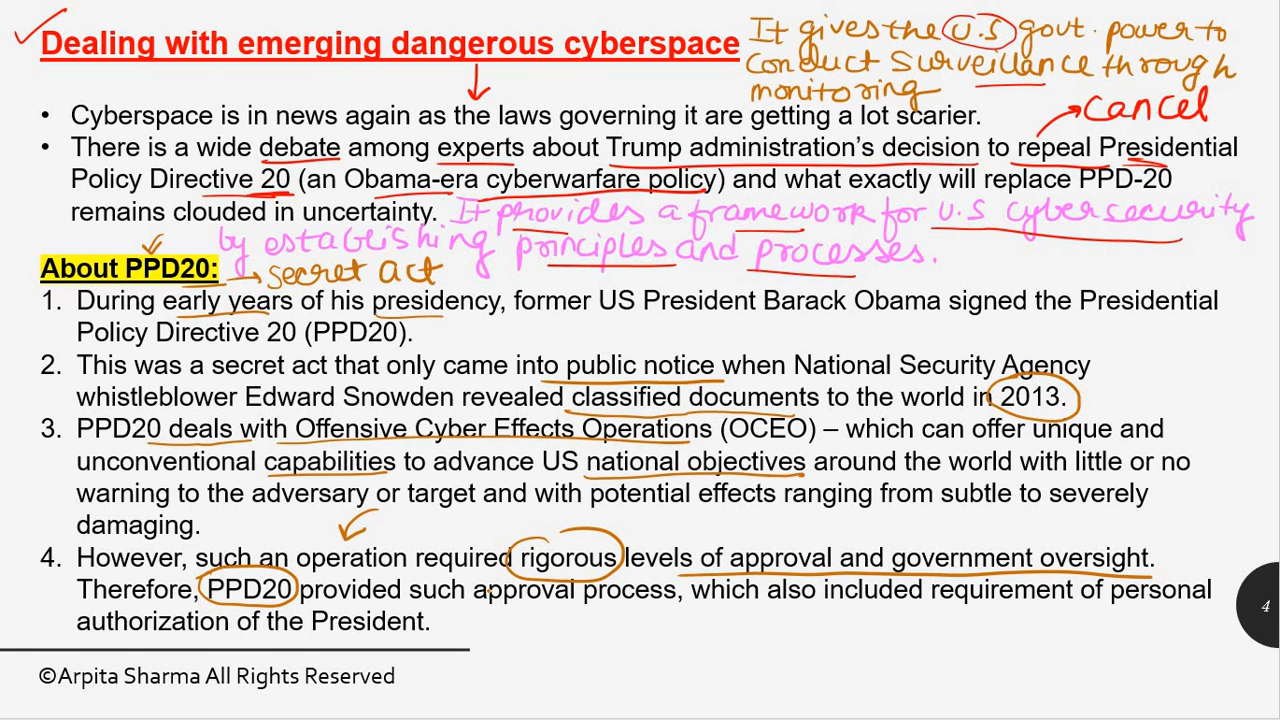 Dealing with emerging dangerous cyberspace
It gives the U.S govt. power to
conduct surveillance through
monitoring
• Cyberspace is in news again as the laws governing it are getting a lot scarier.
cancel
• There is a wide debate among experts about Trump administration's decision to repeal Presidential
Policy Directive 20 (an Obama-era cyberwarfare policy) and what exactly will replace PPD-20
remains clouded in uncertainty.
It provides a framework for U.S cybersecurity
by establishing principles and processes.
About PPD20:
secret act
1. During early years of his presidency, former US President Barack Obama signed the Presidential
Policy Directive 20 (PPD20).
2. This was a secret act that only came into public notice when National Security Agency
whistleblower Edward Snowden revealed classified documents to the world in 2013.
3. PPD20 deals with Offensive Cyber Effects Operations (OCEO) – which can offer unique and
unconventional capabilities to advance US national objectives around the world with little or no
warning to the adversary or target and with potential effects ranging from subtle to severely
damaging.
4. However, such an operation required rigorous levels of approval and government oversight.
Therefore, PPD20 provided such approval process, which also included requirement of personal
authorization of the President.
4
©Arpita Sharma All Rights Reserved